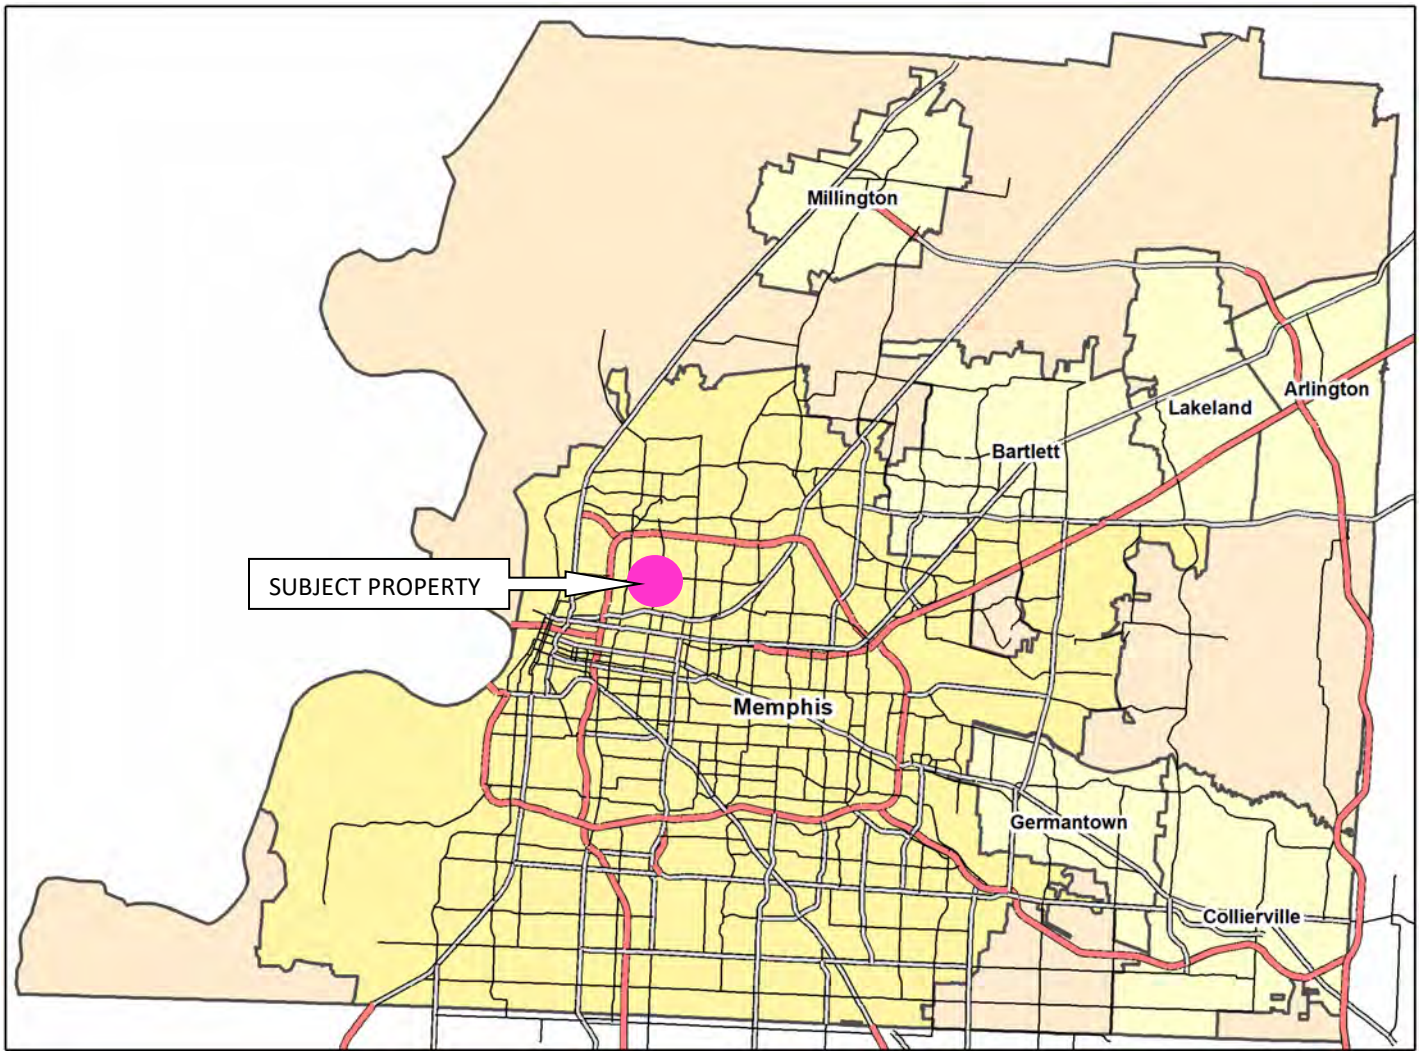 Millington
Arlington
Lakeland
Bartlett
SUBJECT PROPERTY
Memphis
Germantown
Collierville